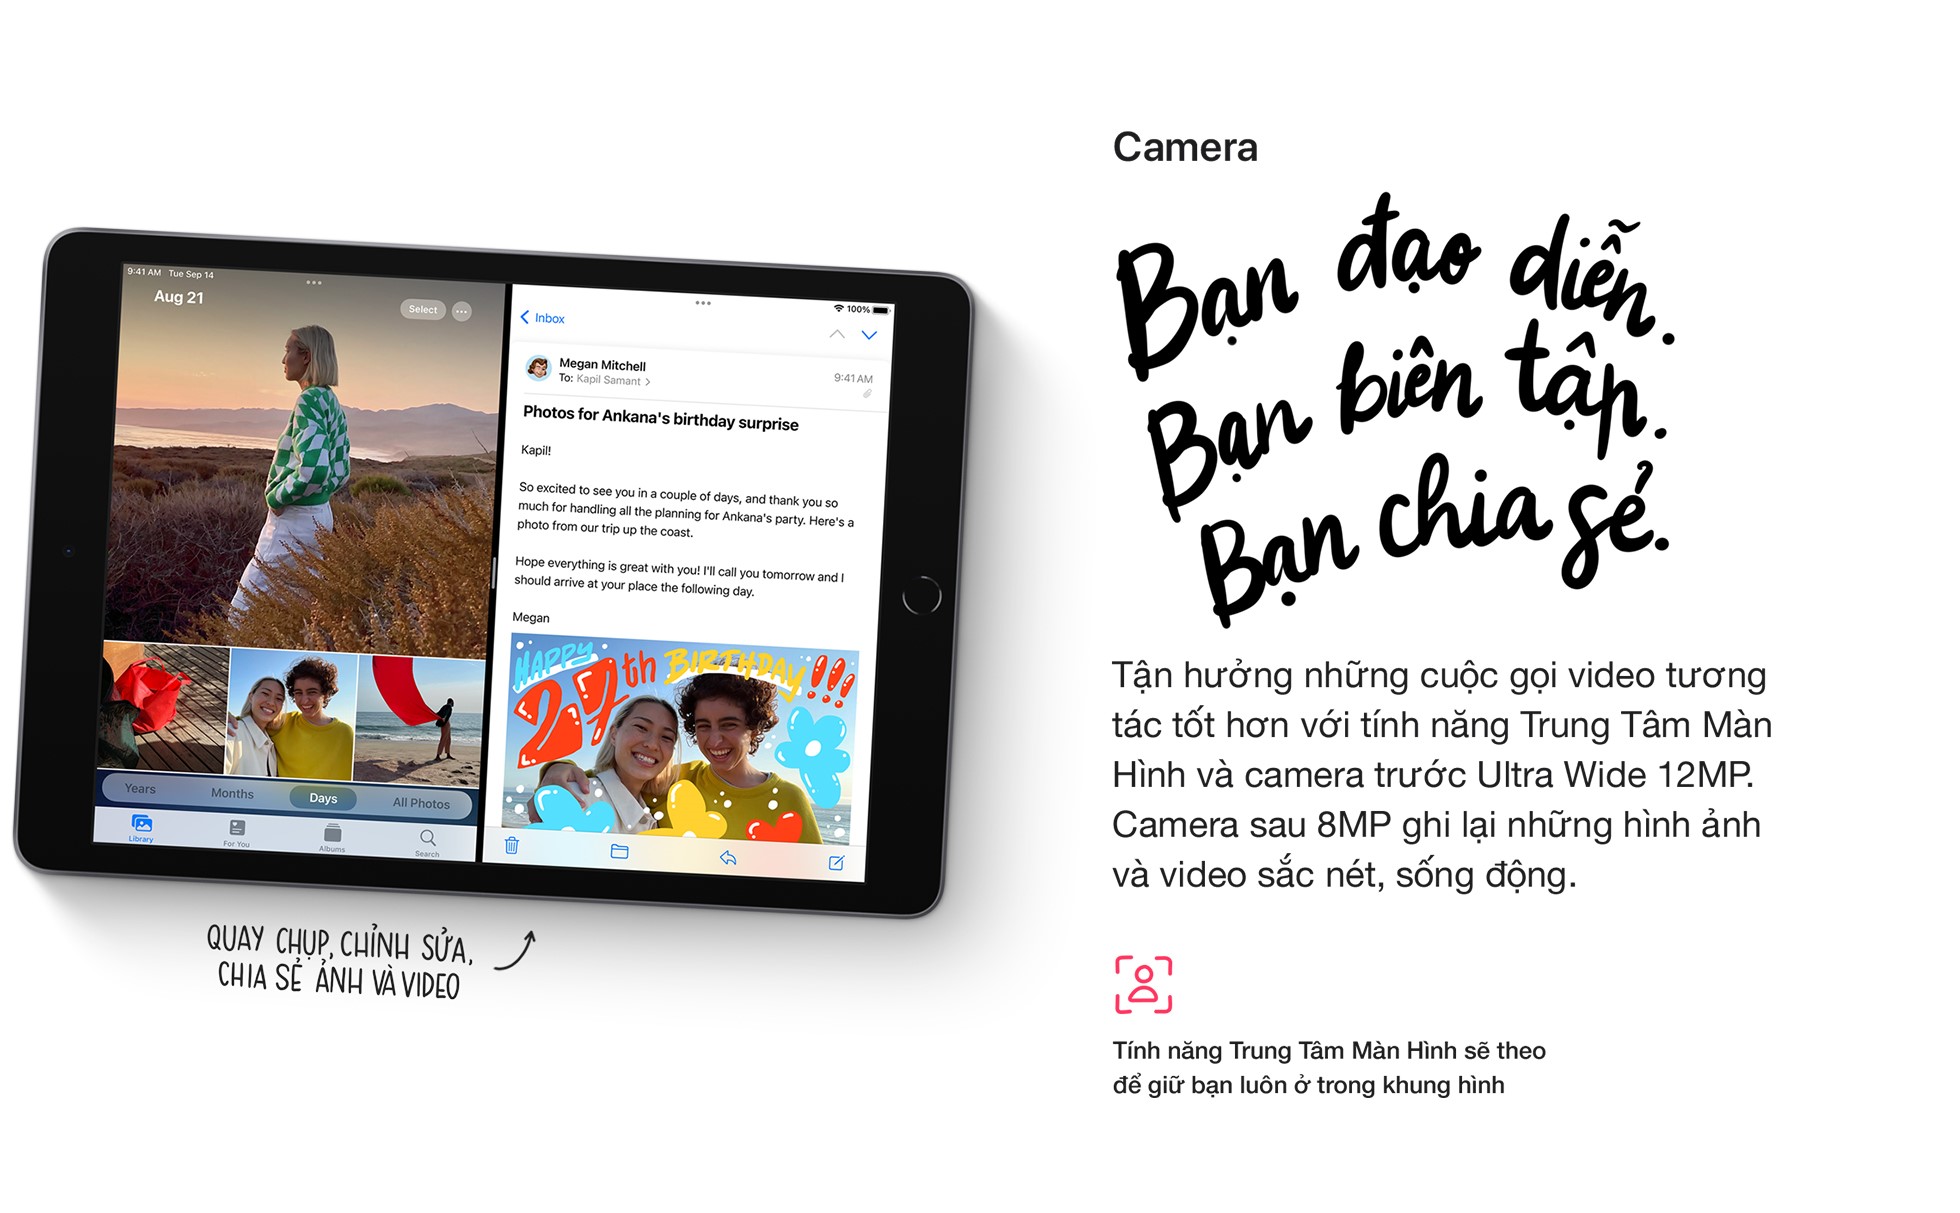 9:41 AM Tue Sep 14
Aug 21
Select
Years Months Days All Photos
Library For You Albums Search
100%
Inbox
Megan Mitchell
To: Kapil Samant
9:41 AM
Photos for Ankana's birthday surprise
Kapil!
So excited to see you in a couple of days, and thank you so
much for handling all the planning for Ankana's party. Here's a
photo from our trip up the coast.
Hope everything is great with you! I'll call you tomorrow and I
should arrive at your place the following day.
Megan
HAPPY
27th BIRTHDAY!!!
QUAY CHỤP, CHỈNH SỬA,
CHIA SẺ ẢNH VÀ VIDEO
Camera
Bạn đạo diễn.
Bạn biên tập.
Bạn chia sẻ.
Tận hưởng những cuộc gọi video tương
tác tốt hơn với tính năng Trung Tâm Màn
Hình và camera trước Ultra Wide 12MP.
Camera sau 8MP ghi lại những hình ảnh
và video sắc nét, sống động.
Tính năng Trung Tâm Màn Hình sẽ theo
để giữ bạn luôn ở trong khung hình